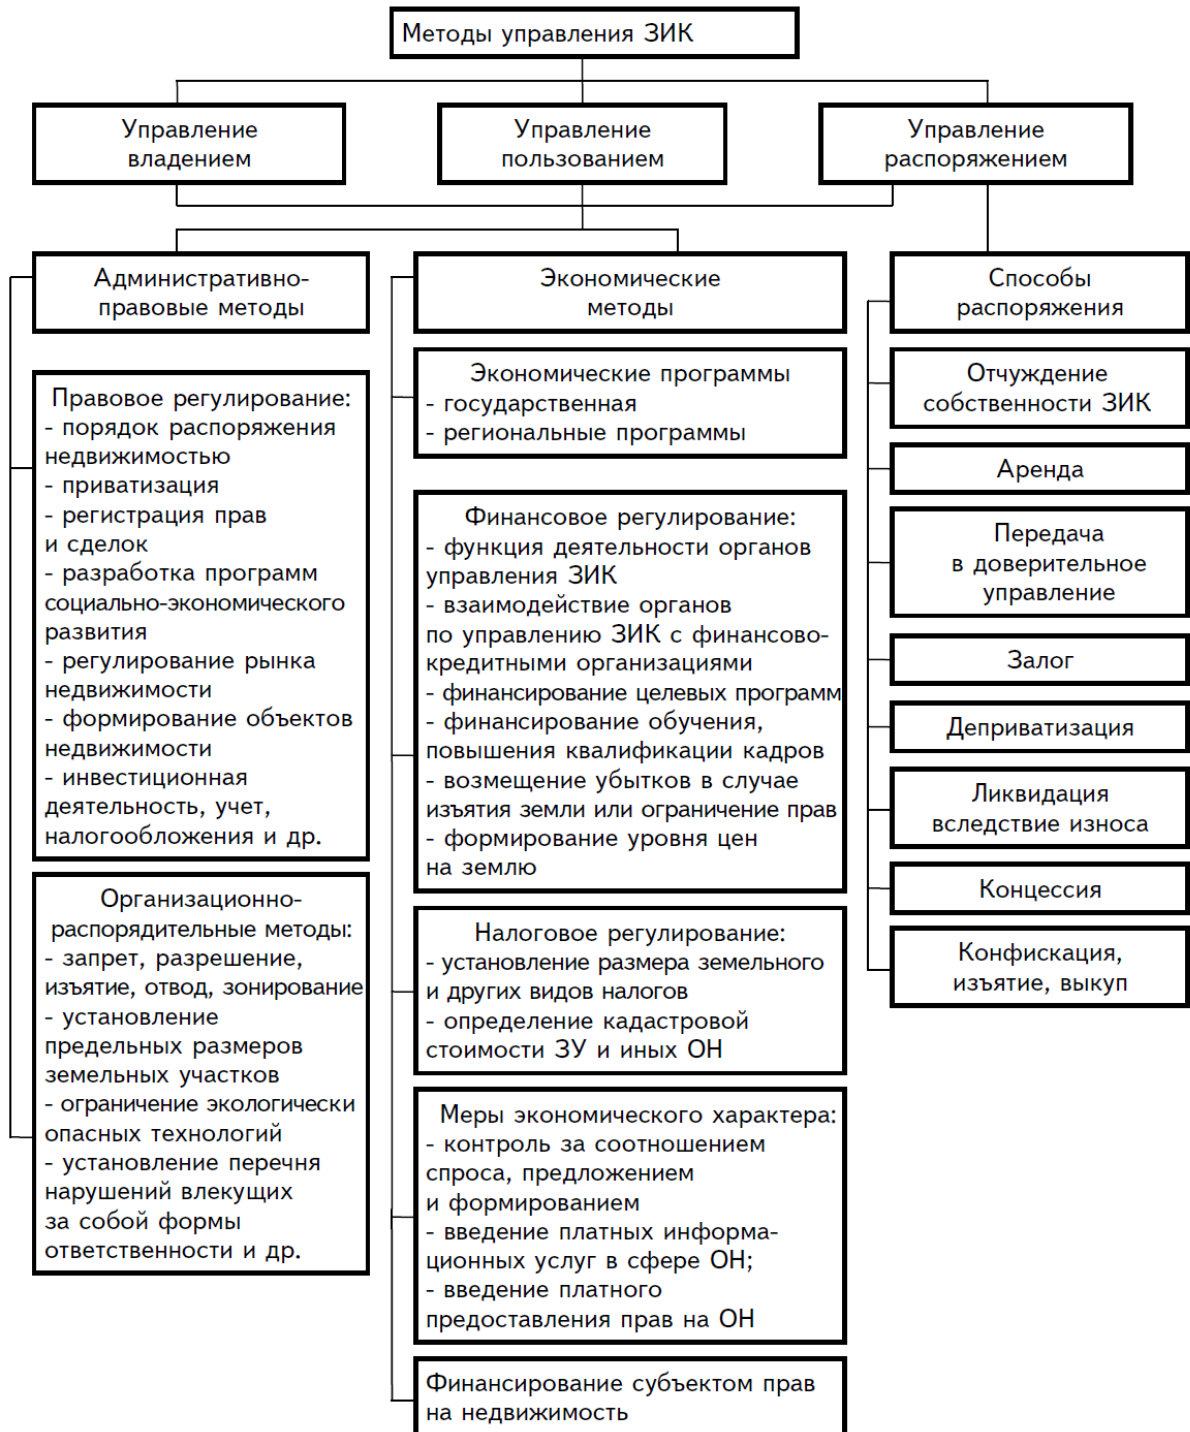 Методы управления ЗИК
Управление
владением
Управление
пользованием
Управление
распоряжением
Административно-
правовые методы
Правовое регулирование:
- порядок распоряжения
недвижимостью
- приватизация
- регистрация прав
и сделок
- разработка программ
социально-экономического
развития
- регулирование рынка
недвижимости
- формирование объектов
недвижимости
- инвестиционная
деятельность, учет,
налогообложения и др.
Организационно-
распорядительные методы:
- запрет, разрешение,
изъятие, отвод, зонирование
- установление
предельных размеров
земельных участков
- ограничение экологически
опасных технологий
- установление перечня
нарушений влекущих
за собой формы
ответственности и др.
Экономические
методы
Экономические программы
- государственная
- региональные программы
Финансовое регулирование:
- функция деятельности органов
управления ЗИК
- взаимодействие органов
по управлению ЗИК с финансово-
кредитными организациями
- финансирование целевых программ
- финансирование обучения,
повышения квалификации кадров
- возмещение убытков в случае
изъятия земли или ограничение прав
- формирование уровня цен
на землю
Налоговое регулирование:
- установление размера земельного
и других видов налогов
- определение кадастровой
стоимости ЗУ и иных ОН
Меры экономического характера:
- контроль за соотношением
спроса, предложением
и формированием
- введение платных информа-
ционных услуг в сфере ОН;
- введение платного
предоставления прав на ОН
Финансирование субъектом прав
на недвижимость
Способы
распоряжения
Отчуждение
собственности ЗИК
Аренда
Передача
в доверительное
управление
Залог
Деприватизация
Ликвидация
вследствие износа
Концессия
Конфискация,
изъятие, выкуп